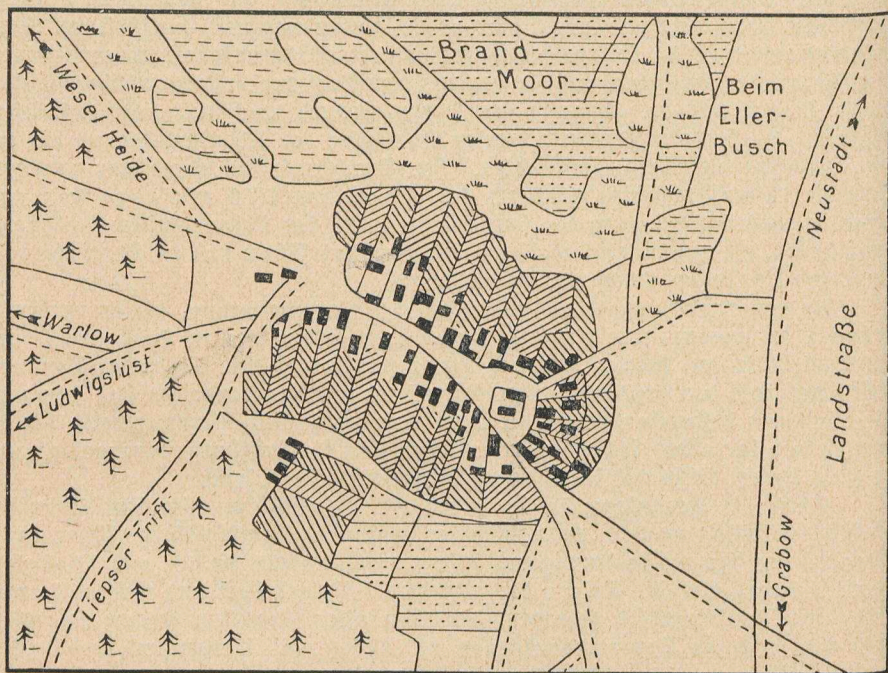 Brand
Moor
Wesel Heide
Beim
Eller-
Busch
Neustadt
Warlow
Ludwigslust
Landstraße
Liepser Trift
Grabow